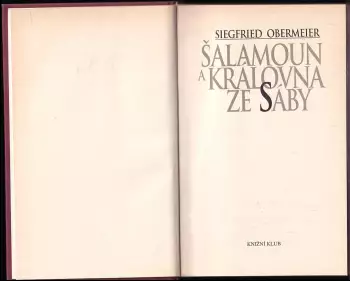 SIEGFRIED OBERMEIER
ŠALAMOUN
A KRÁLOVNA
ZE SÁBY
KNIŽNÍ KLUB